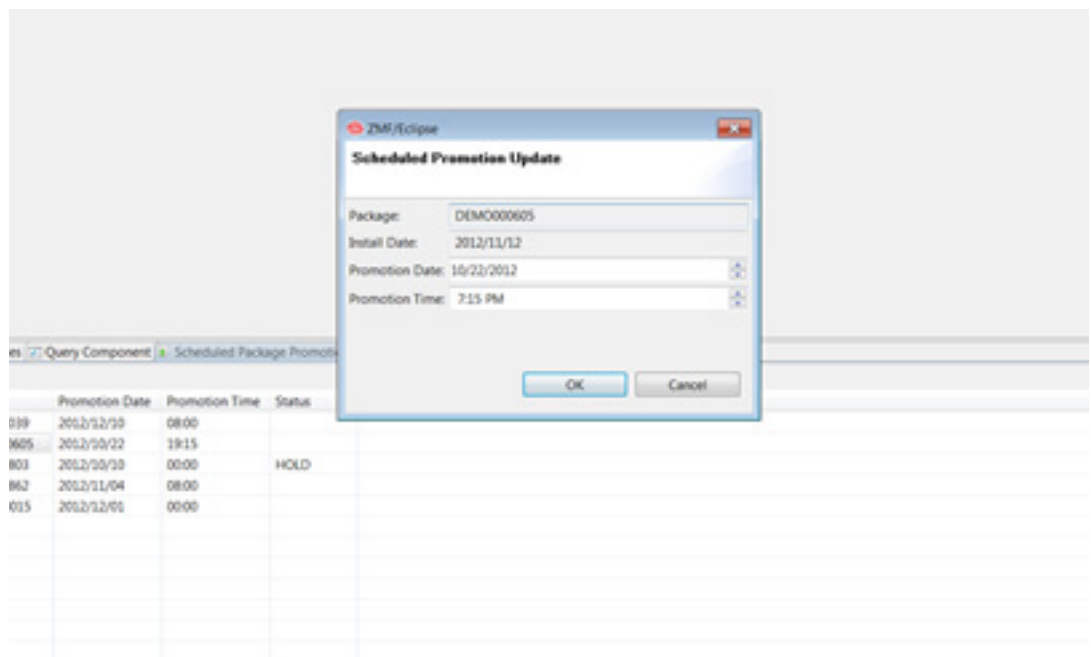 ZMF/Eclipse
Scheduled Promotion Update
Package: DEMO000605
Install Date: 2012/11/12
Promotion Date: 10/22/2012
Promotion Time: 7:15 PM
OK Cancel
es Query Component Scheduled Package Promoti
Promotion Date Promotion Time Status
039 2012/12/10 08:00
0605 2012/10/22 19:15
803 2012/10/10 00:00 HOLD
862 2012/11/04 08:00
015 2012/12/01 00:00